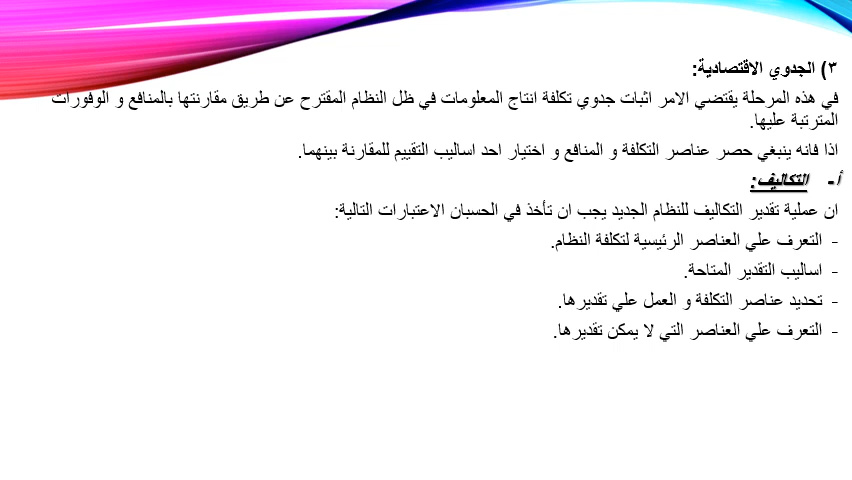 ٣) الجدوي الاقتصادية:
في هذه المرحلة يقتضي الامر اثبات جدوي تكلفة انتاج المعلومات في ظل النظام المقترح عن طريق مقارنتها بالمنافع و الوفورات
المترتبة عليها.
اذا فانه ينبغي حصر عناصر التكلفة و المنافع و اختيار احد اساليب التقييم للمقارنة بينهما.
أ- التكاليف:
ان عملية تقدير التكاليف للنظام الجديد يجب ان تأخذ في الحسبان الاعتبارات التالية:
- التعرف علي العناصر الرئيسية لتكلفة النظام.
- اساليب التقدير المتاحة.
- تحديد عناصر التكلفة و العمل علي تقديرها.
- التعرف علي العناصر التي لا يمكن تقديرها.